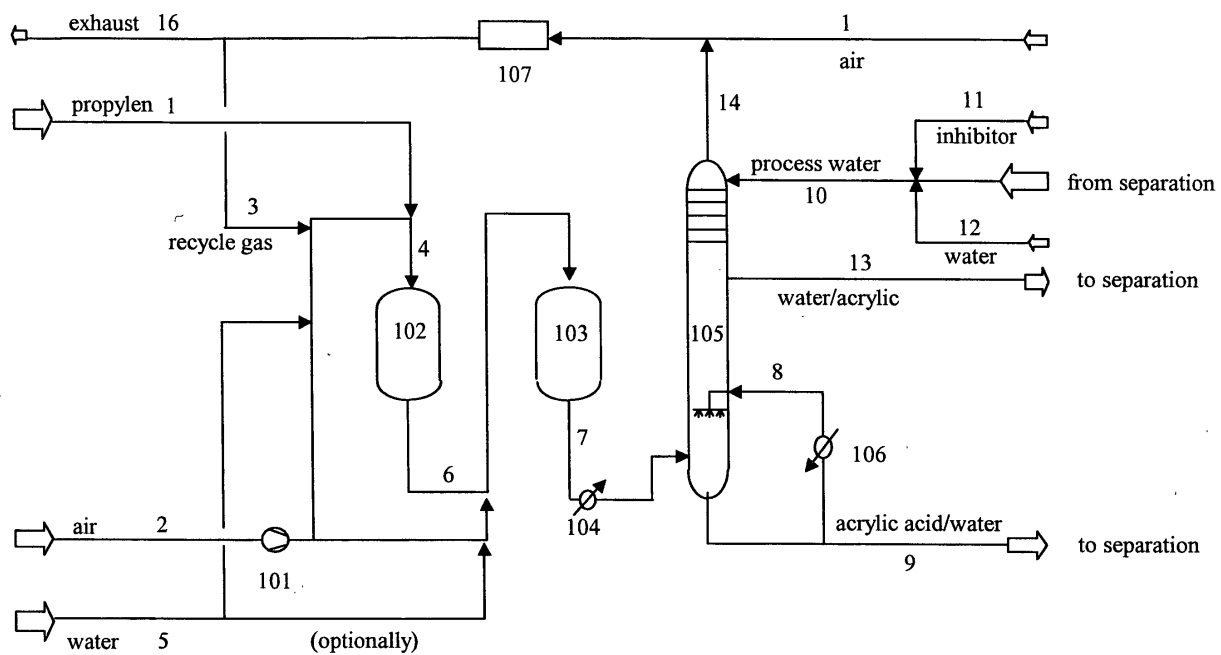 exhaust 16
1
air
107
propylen 1
14
11
inhibitor
process water
10
from separation
3
recycle gas
4
12
water
13
water/acrylic
to separation
102
103
105
8
7
106
6
104
air 2
101
acrylic acid/water
9
to separation
water 5
(optionally)